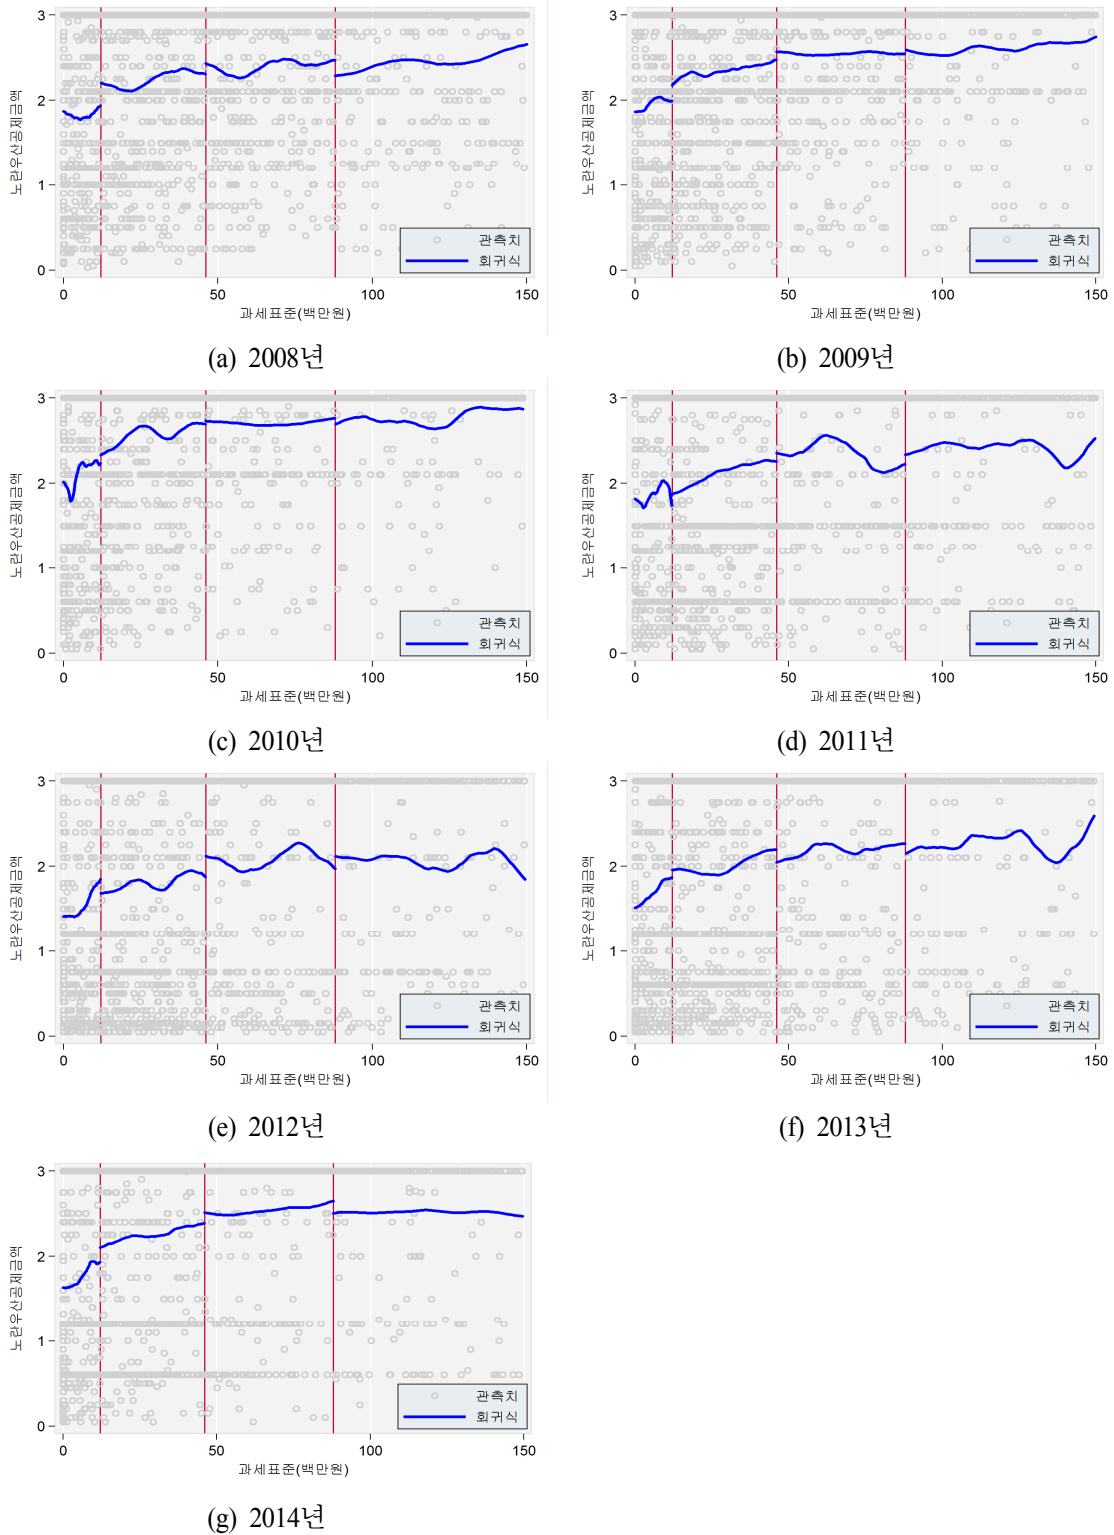 3
2
1
0
노란우산공제금액
관측치
회귀식
0
50
100
150
과세표준(백만원)
(a) 2008년
3
2
1
0
노란우산공제금액
관측치
회귀식
0
50
100
150
과세표준(백만원)
(b) 2009년
3
2
1
0
노란우산공제금액
관측치
회귀식
0
50
100
150
과세표준(백만원)
(c) 2010년
3
2
1
0
노란우산공제금액
관측치
회귀식
0
50
100
150
과세표준(백만원)
(d) 2011년
3
2
1
0
노란우산공제금액
관측치
회귀식
0
50
100
150
과세표준(백만원)
(e) 2012년
3
2
1
0
노란우산공제금액
관측치
회귀식
0
50
100
150
과세표준(백만원)
(f) 2013년
3
2
1
0
노란우산공제금액
관측치
회귀식
0
50
100
150
과세표준(백만원)
(g) 2014년